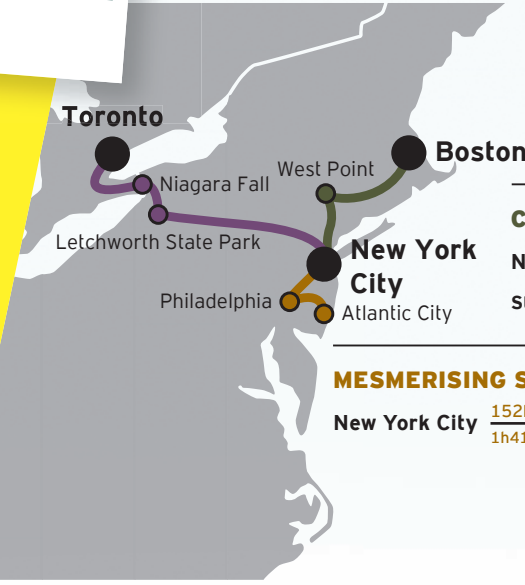 Toronto
Boston
West Point
Niagara Fall
Letchworth State Park
New York
City
Philadelphia
Atlantic City
MESMERISING
New York City